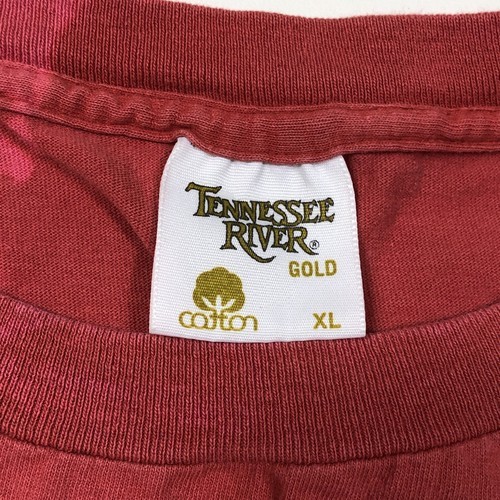 TENNESSEE
RIVER®
GOLD
cotton XL